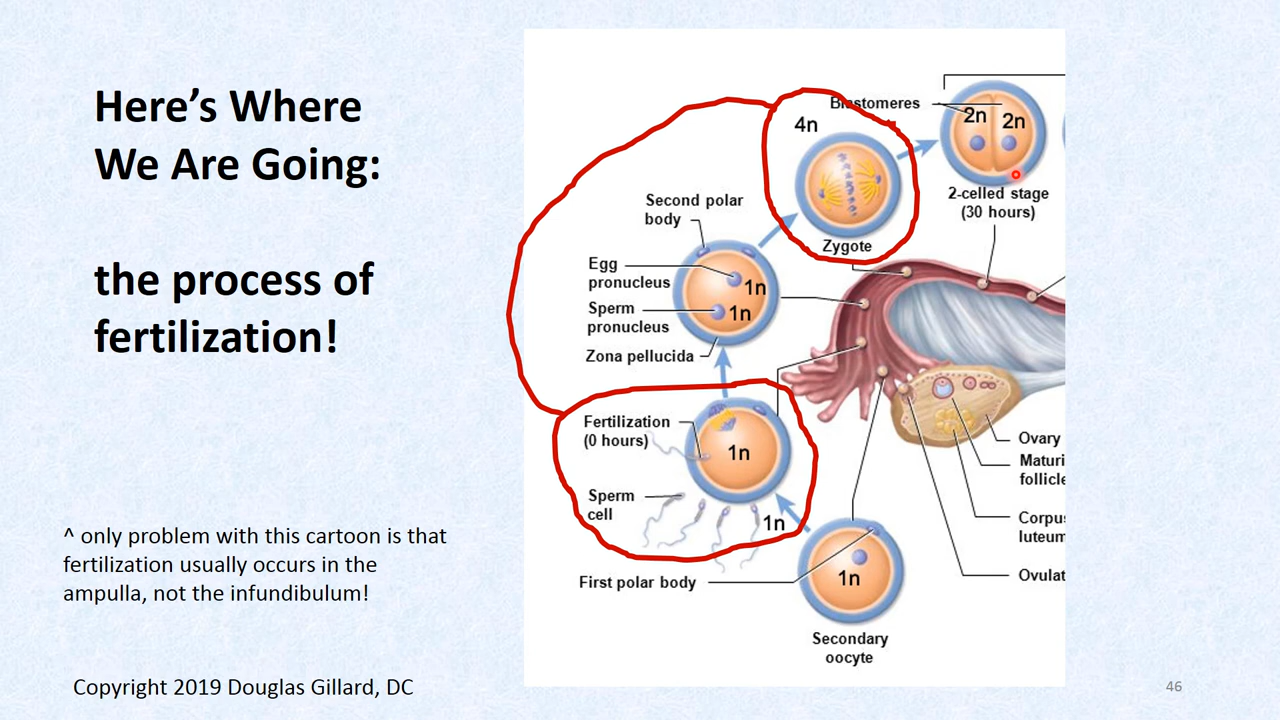 Here's Where
We Are Going:
the process of
fertilization!
^ only problem with this cartoon is that
fertilization usually occurs in the
ampulla, not the infundibulum!
Copyright 2019 Douglas Gillard, DC
Blastomeres
4n
2n
2n
2-celled stage
(30 hours)
Zygote
Second polar
body
Egg
pronucleus
1n
Sperm
pronucleus
1n
Zona pellucida
Fertilization
(0 hours)
1n
Sperm
cell
1n
First polar body
1n
Secondary
oocyte
Ovary
Maturi
follicle
Corpus
luteum
Ovulat
46